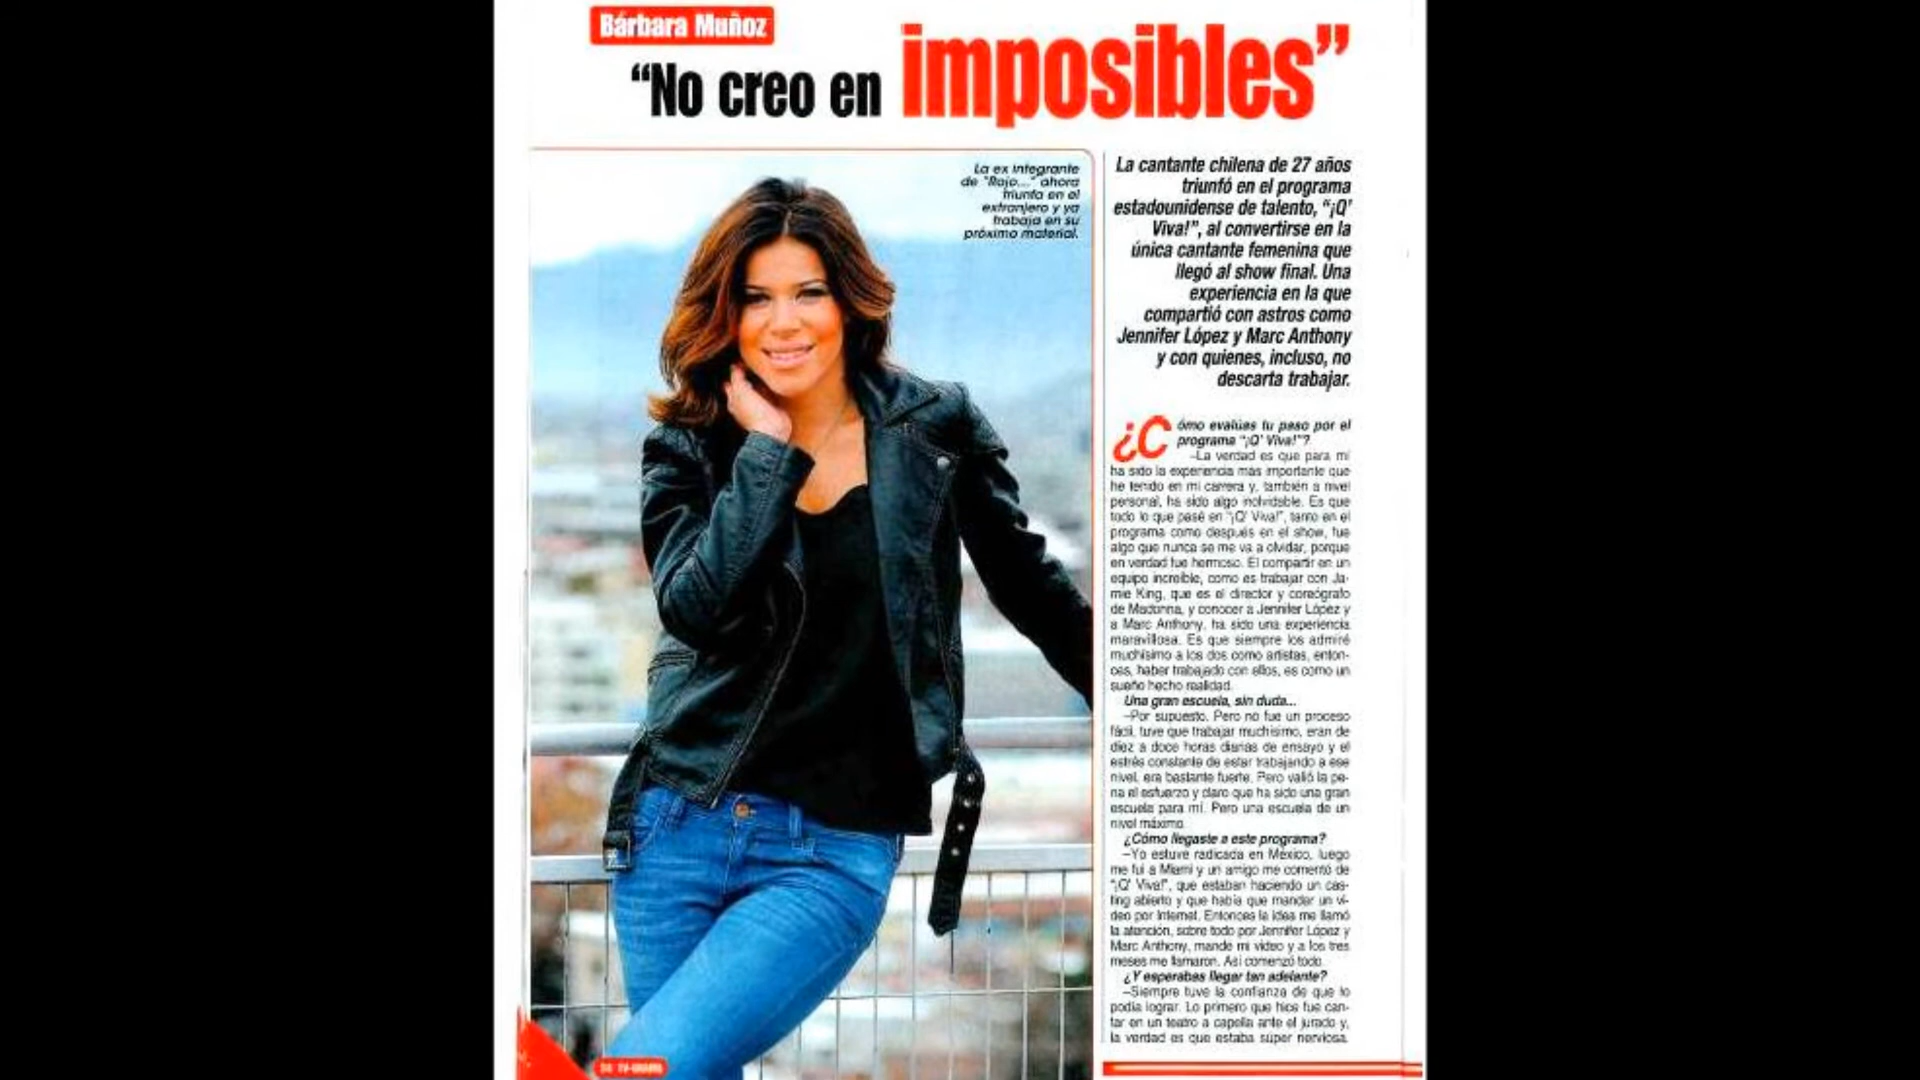 Bárbara Muñoz
“No creo en imposibles”
La ex integrante
de "Rojo..." ahora
triunfa en el
extranjero y ya
trabaja en su
próximo material.
La cantante chilena de 27 años
triunfó en el programa
estadounidense de talento, “¡Q’
Viva!”, al convertirse en la
única cantante femenina que
llegó al show final. Una
experiencia en la que
compartió con astros como
Jennifer López y Marc Anthony
y con quienes, incluso, no
descarta trabajar.
¿Cómo evalúas tu paso por el
programa “¡Q’ Viva!”?
–La verdad es que para mí
ha sido la experiencia más importante que
he tenido en mi carrera y, también a nivel
personal, ha sido algo inolvidable. Es que
todo lo que pasé en “¡Q’ Viva!”, tanto en el
programa como después en el show, fue
algo que nunca se me va a olvidar, porque
en verdad fue hermoso. El compartir en un
equipo increíble, como es trabajar con Ja-
mie King, que es el director y coreógrafo
de Madonna, y conocer a Jennifer López y
a Marc Anthony, ha sido una experiencia
maravillosa. Es que siempre los admiré
muchísimo a los dos como artistas, enton-
ces, haber trabajado con ellos, es como un
sueño hecho realidad.
Una gran escuela, sin duda...
–Por supuesto. Pero no fue un proceso
fácil, tuve que trabajar muchísimo, eran de
diez a doce horas diarias de ensayo y el
estrés constante de estar trabajando a ese
nivel, era bastante fuerte. Pero valió la pe-
na el esfuerzo y claro que ha sido una gran
escuela para mí. Pero una escuela de un
nivel máximo.
¿Cómo llegaste a este programa?
–Yo estuve radicada en México, luego
me fui a Miami y un amigo me comentó de
“¡Q’ Viva!”, que estaban haciendo un cas-
ting abierto y que había que mandar un vi-
deo por Internet. Entonces la idea me llamó
la atención, sobre todo por Jennifer López y
Marc Anthony, mandé mi video y a los tres
meses me llamaron. Así comenzó todo.
¿Y esperabas llegar tan adelante?
–Siempre tuve la confianza de que lo
podía lograr. Lo primero que hice fue can-
tar en un teatro a capella ante el jurado y,
la verdad es que estaba súper nerviosa.